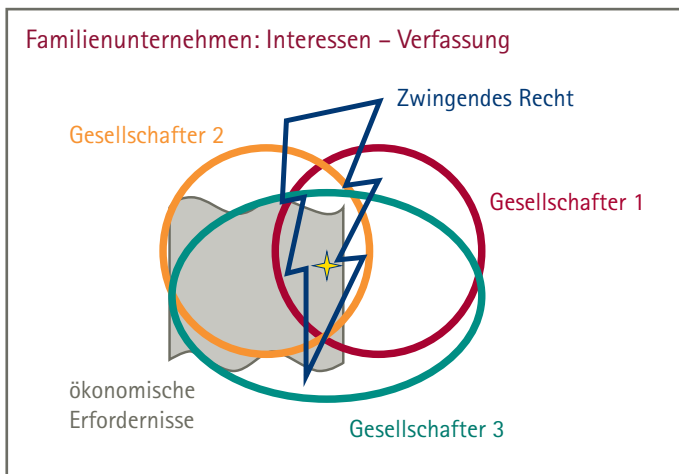 Familienunternehmen: Interessen – Verfassung
Zwingendes Recht
Gesellschafter 2
Gesellschafter 1
ökonomische
Erfordernisse
Gesellschafter 3